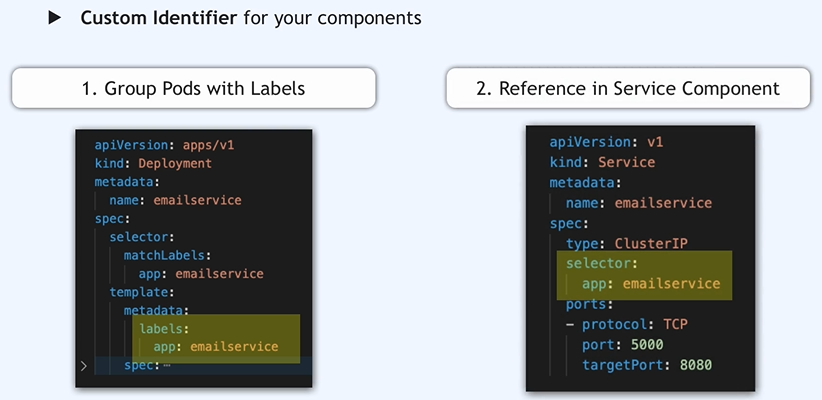 ▶ Custom Identifier for your components
1. Group Pods with Labels
apiVersion: apps/v1
kind: Deployment
metadata:
name: emailservice
spec:
selector:
matchLabels:
app: emailservice
template:
metadata:
labels:
app: emailservice
> spec:⋯
2. Reference in Service Component
apiVersion: v1
kind: Service
metadata:
name: emailservice
spec:
type: ClusterIP
selector:
app: emailservice
ports:
- protocol: TCP
port: 5000
targetPort: 8080